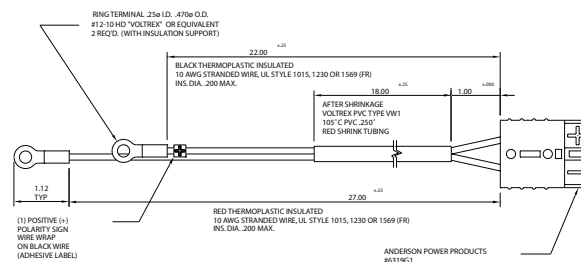 RING TERMINAL .25ø I.D. .470ø O.D.
#12-10 HD "VOLTREX" OR EQUIVALENT
2 REQ'D. (WITH INSULATION SUPPORT)
±.25
22.00
BLACK THERMOPLASTIC INSULATED
10 AWG STRANDED WIRE, UL STYLE 1015, 1230 OR 1569 (FR)
INS. DIA. .200 MAX.
±.25
18.00
±.000
1.00
AFTER SHRINKAGE
VOLTREX PVC TYPE VW1
105°C PVC .250"
RED SHRINK TUBING
1.12
TYP
±.25
27.00
RED THERMOPLASTIC INSULATED
10 AWG STRANDED WIRE, UL STYLE 1015, 1230 OR 1569 (FR)
INS. DIA. .200 MAX.
(1) POSITIVE (+)
POLARITY SIGN
WIRE WRAP
ON BLACK WIRE
(ADHESIVE LABEL)
ANDERSON POWER PRODUCTS
#6319G1